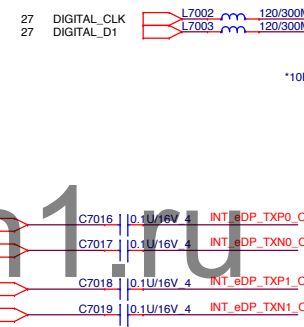 27 DIGITAL_CLK L7002 120/300M
27 DIGITAL_D1 L7003 120/300M
*10
C7016 0.1U/16V_4 INT_eDP_TXP0_C
C7017 0.1U/16V_4 INT_eDP_TXN0_C
C7018 0.1U/16V_4 INT_eDP_TXP1_C
C7019 0.1U/16V_4 INT_eDP_TXN1_C
n1.ru